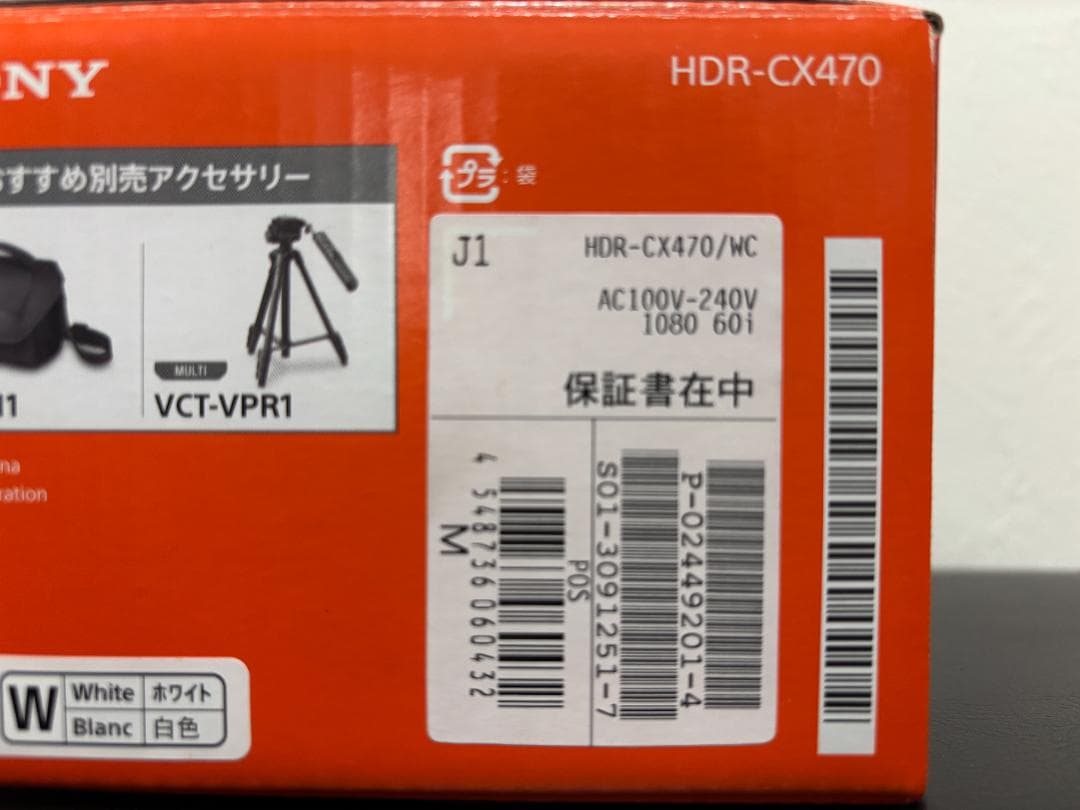 NY
HDR-CX470
おすすめ別売アクセサリー
プラ : 袋
J1
HDR-CX470/WC
AC100V-240V
1080 60i
保証書在中
MULTI
VCT-VPR1
4 548736 060432
M
POS
S01-3091251-7
P-02449201-4
W
White ホワイト
Blanc 白色